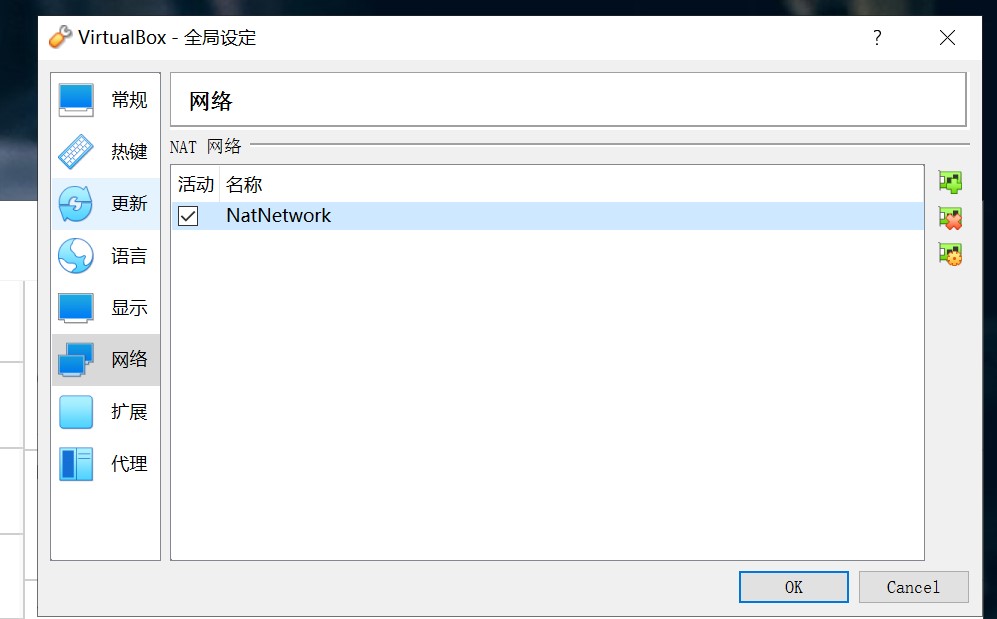 VirtualBox - 全局设定
?
常规
热键
更新
语言
显示
网络
扩展
代理
网络
NAT 网络
活动 名称
NatNetwork
OK Cancel